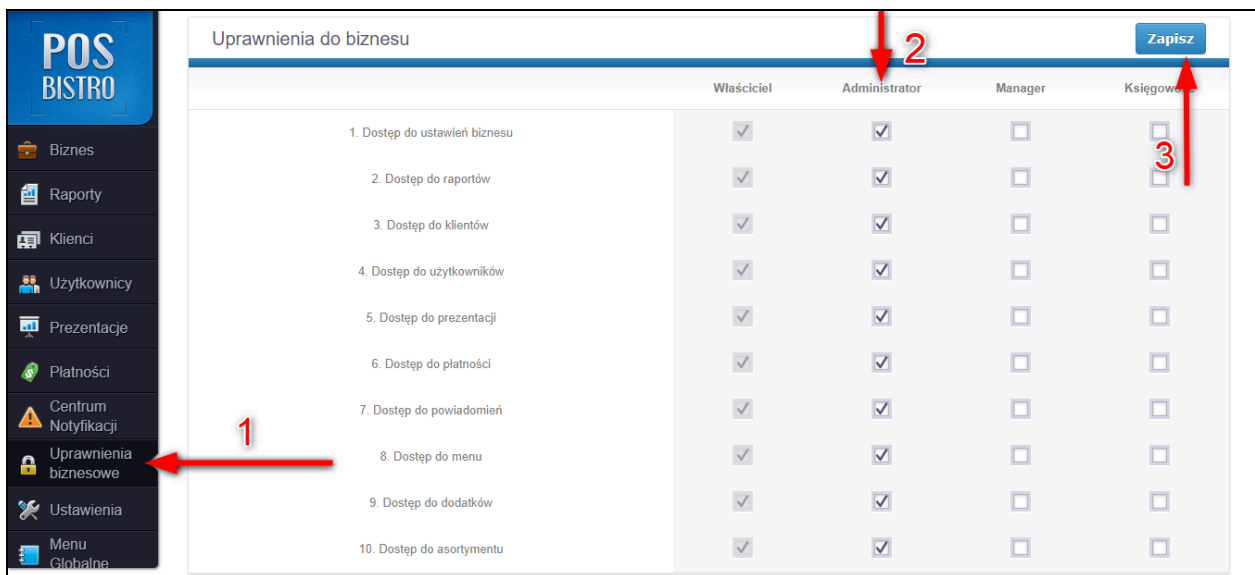 POS
BISTRO
Biznes
Raporty
Klienci
Użytkownicy
Prezentacje
Płatności
Centrum
Notyfikacji
Uprawnienia
biznesowe
Ustawienia
Menu
Globalne
Uprawnienia do biznesu
2
Zapisz
Właściciel Administrator Manager Księgowość
1. Dostęp do ustawień biznesu
3
2. Dostęp do raportów
3. Dostęp do klientów
4. Dostęp do użytkowników
5. Dostęp do prezentacji
6. Dostęp do płatności
7. Dostęp do powiadomień
1
8. Dostęp do menu
9. Dostęp do dodatków
10. Dostęp do asortymentu